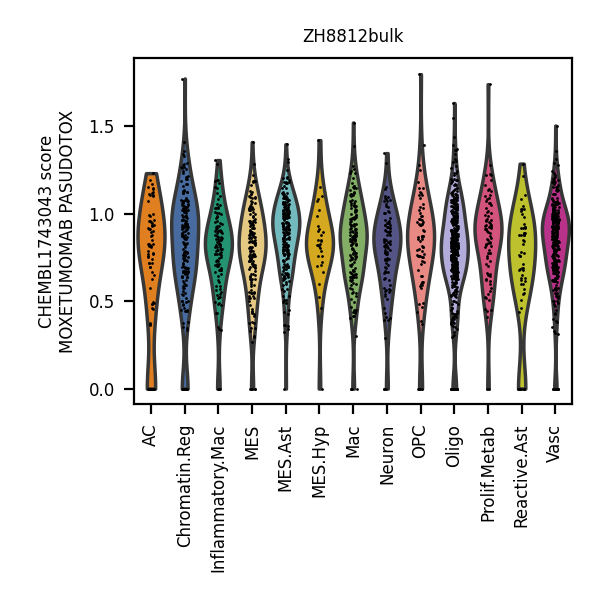 ZH8812bulk
CHEMBL1743043 score
MOXETUMOMAB PASUDOTOX
1.5
1.0
0.5
0.0
AC
Chromatin.Reg
Inflammatory.Mac
MES
MES.Ast
MES.Hyp
Mac
Neuron
OPC
Oligo
Prolif.Metab
Reactive.Ast
Vasc